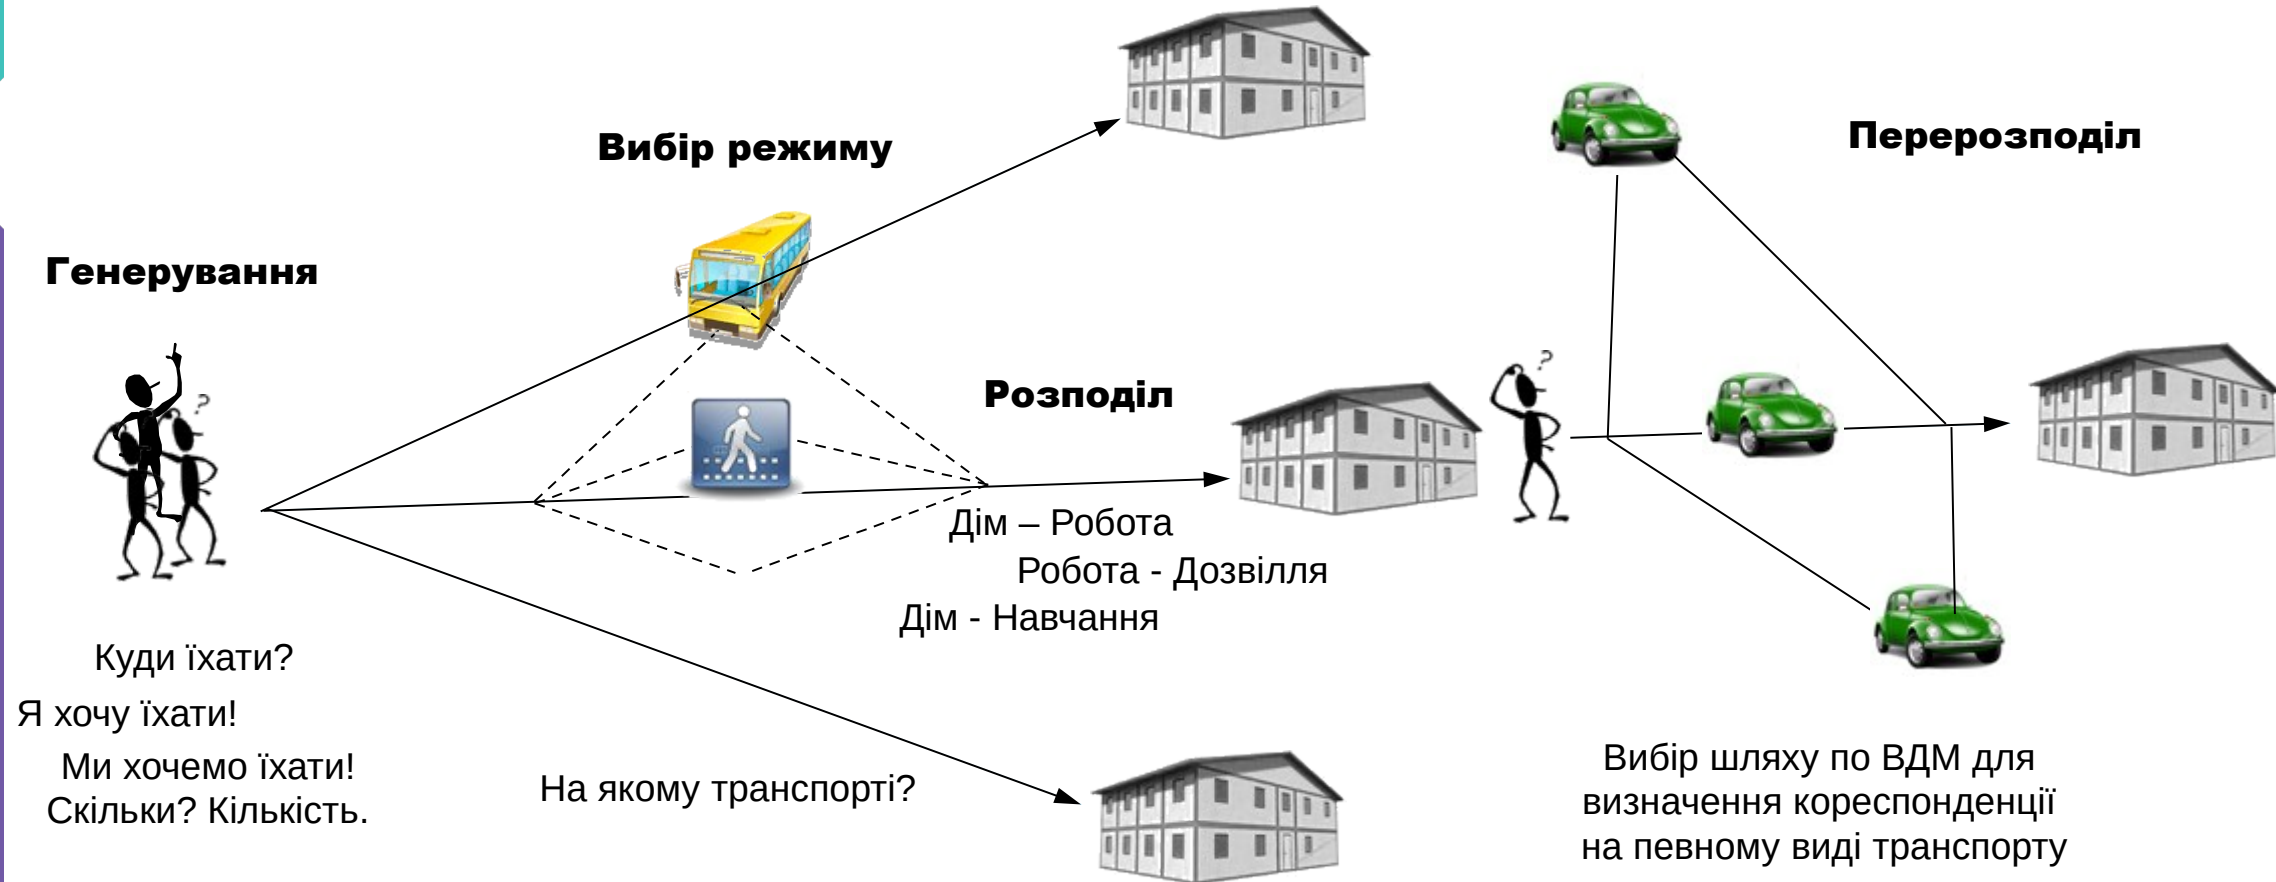 Вибір режиму
Перерозподіл
Генерування
?
?
Розподіл
Дім – Робота
Робота - Дозвілля
Дім - Навчання
Куди їхати?
Я хочу їхати!
Ми хочемо їхати!
Скільки? Кількість.
На якому транспорті?
Вибір шляху по ВДМ для
визначення кореспонденції
на певному виді транспорту